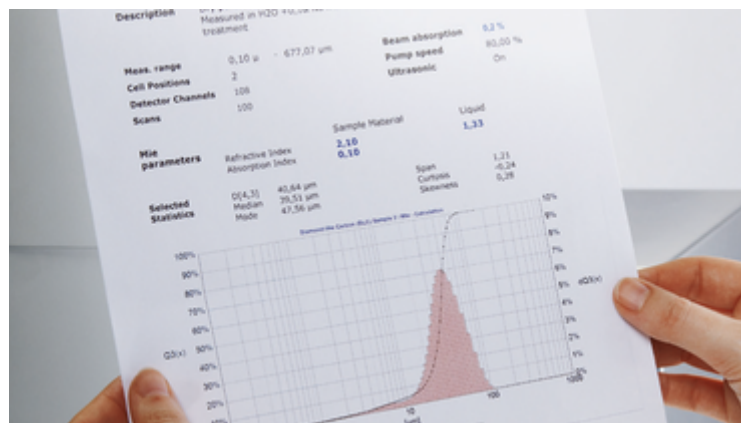 Description
Measured in H2O
treatment
Meas. range 0,10 µ - 677,07 µm
Cell Positions 2
Detector Channels 108
Scans 100
Beam absorption 0,2 %
Pump speed 80,00 %
Ultrasonic On
Sample Material Liquid
Mie parameters
Refractive Index 2,10 1,33
Absorption Index 0,10
Selected Statistics
D[4,3] 40,64 µm
Median 39,51 µm
Mode 47,56 µm
Span 1,21
Curtosis -0,24
Skewness 0,28
100%
90%
80%
70%
60%
50%
40%
30%
20%
Q3(x)
10%
9%
8%
7%
6%
5%
4%
3%
2%
1%
0%
dQ3(x)
10
100
1000